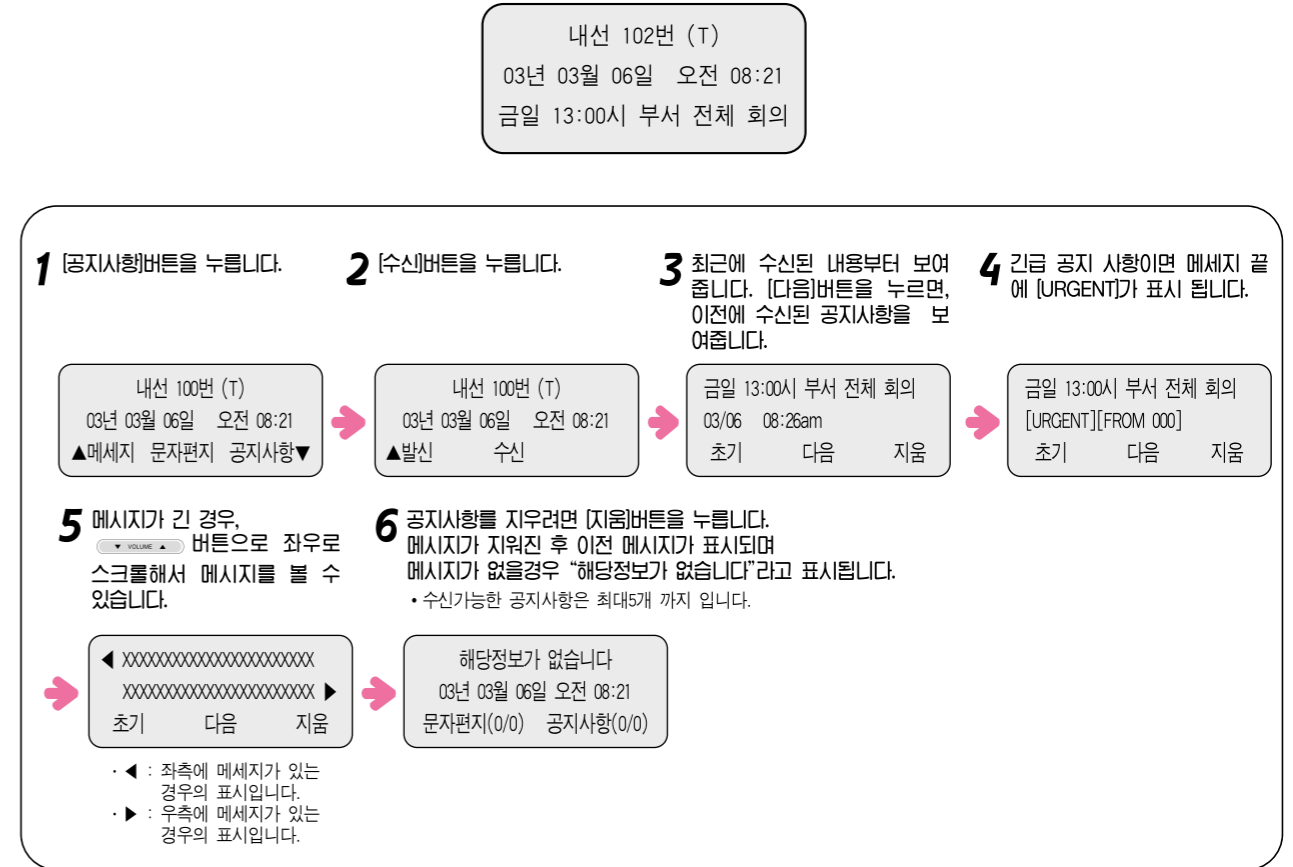 내선 102번 (T)
03년 03월 06일 오전 08:21
금일 13:00시 부서 전체 회의
1 [공지사항]버튼을 누릅니다.
내선 100번 (T)
03년 03월 06일 오전 08:21
▲메세지 문자편지 공지사항▼
2 [수신]버튼을 누릅니다.
내선 100번 (T)
03년 03월 06일 오전 08:21
▲발신 수신
3 최근에 수신된 내용부터 보여
줍니다. [다음]버튼을 누르면,
이전에 수신된 공지사항을 보
여줍니다.
금일 13:00시 부서 전체 회의
03/06 08:26am
초기 다음 지움
4 긴급 공지 사항이면 메세지 끝
에 [URGENT]가 표시 됩니다.
금일 13:00시 부서 전체 회의
[URGENT][FROM 000]
초기 다음 지움
5 메시지가 긴 경우,
▼ VOLUME ▲ 버튼으로 좌우로
스크롤해서 메시지를 볼 수
있습니다.
◀ XXXXXXXXXXXXXXXXXXXXXXX
XXXXXXXXXXXXXXXXXXXXXXX ▶
초기 다음 지움
· ◀ : 좌측에 메세지가 있는
경우의 표시입니다.
· ▶ : 우측에 메세지가 있는
경우의 표시입니다.
6 공지사항를 지우려면 [지움]버튼을 누릅니다.
메시지가 지워진 후 이전 메시지가 표시되며
메시지가 없을경우 “해당정보가 없습니다”라고 표시됩니다.
• 수신가능한 공지사항은 최대5개 까지 입니다.
해당정보가 없습니다
03년 03월 06일 오전 08:21
문자편지(0/0) 공지사항(0/0)